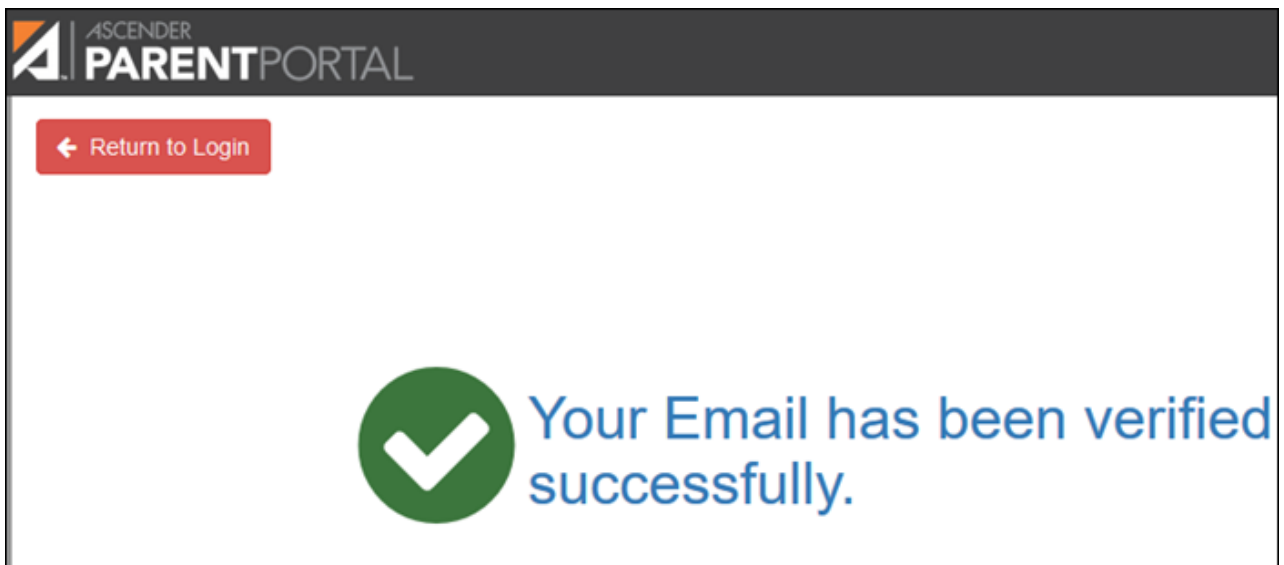 ASCENDER
PARENTPORTAL
Return to Login
Your Email has been verified
successfully.